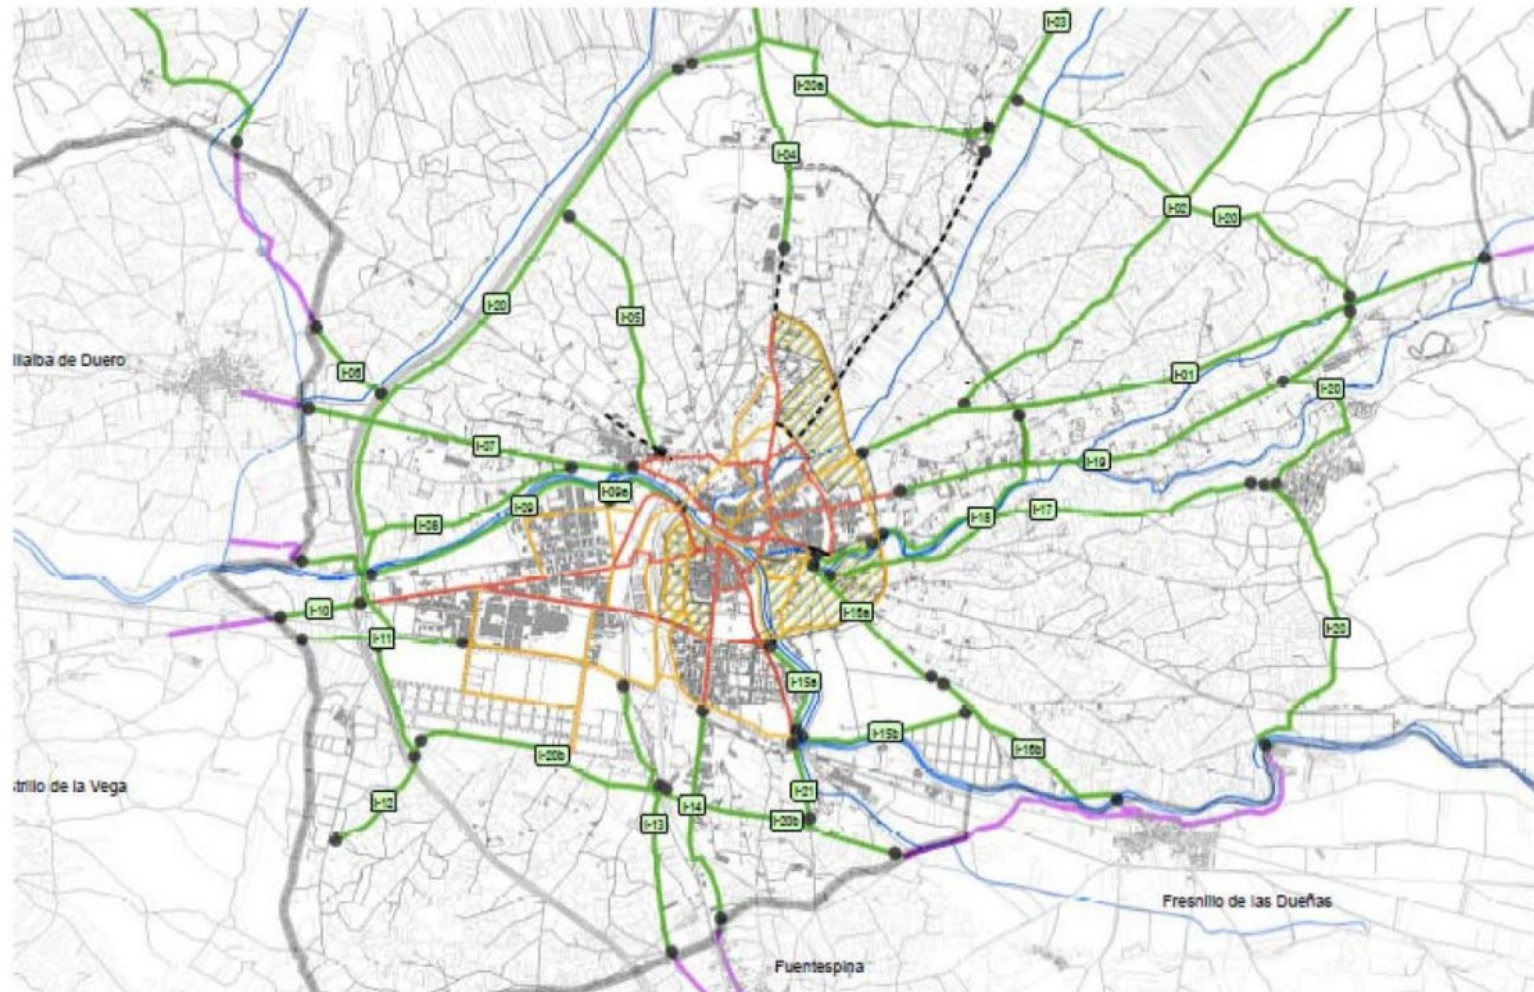 I-03
I-20a
I-04
I-02
I-20
I-20
I-05
illalba de Duero
I-06
I-01
I-20
I-07
I-19
I-09a
I-09
I-08
I-18
I-17
I-10
I-16a
I-11
I-20
I-15a
I-15b
I-16b
I-20b
strillo de la Vega
I-12
I-21
I-14
I-13
I-20b
Fresnillo de las Dueñas
Fuentespina